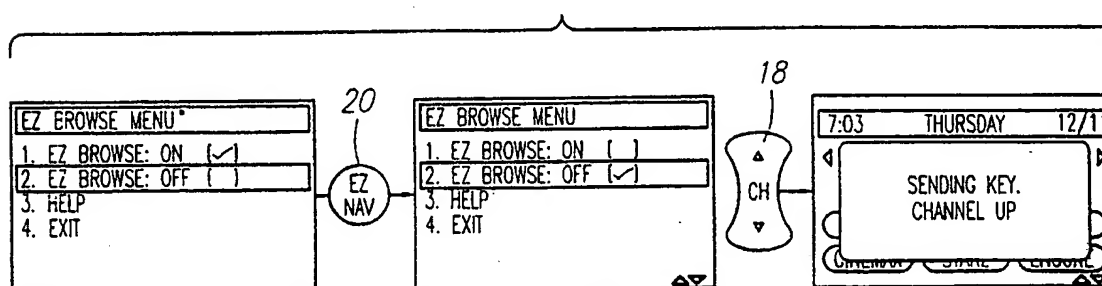 20
18
EZ BROWSE MENU
1. EZ BROWSE: ON [✓]
2. EZ BROWSE: OFF [ ]
3. HELP
4. EXIT
EZ
NAV
EZ BROWSE MENU
1. EZ BROWSE: ON [ ]
2. EZ BROWSE: OFF [✓]
3. HELP
4. EXIT
CH
7:03 THURSDAY 12/1
SENDING KEY.
CHANNEL UP